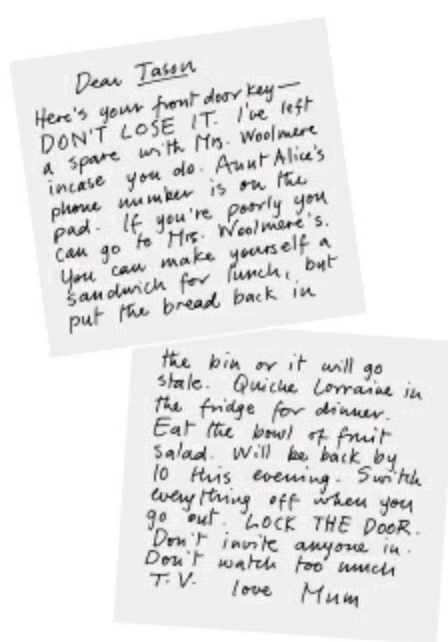 Dear Tason
Here's your front door key—
DON'T LOSE IT. I've left
a spare with Mrs. Woolmere
incase you do. Aunt Alice's
phone number is on the
pad. If you're poorly you
can go to Mrs. Woolmere's.
You can make yourself a
sandwich for lunch, but
put the bread back in
the bin or it will go
stale. Quiche Lorraine in
the fridge for dinner.
Eat the bowl of fruit
salad. Will be back by
10 this evening. Switch
everything off when you
go out. LOCK THE DOOR.
Don't invite anyone in.
Don't watch too much
T.V. love Mum